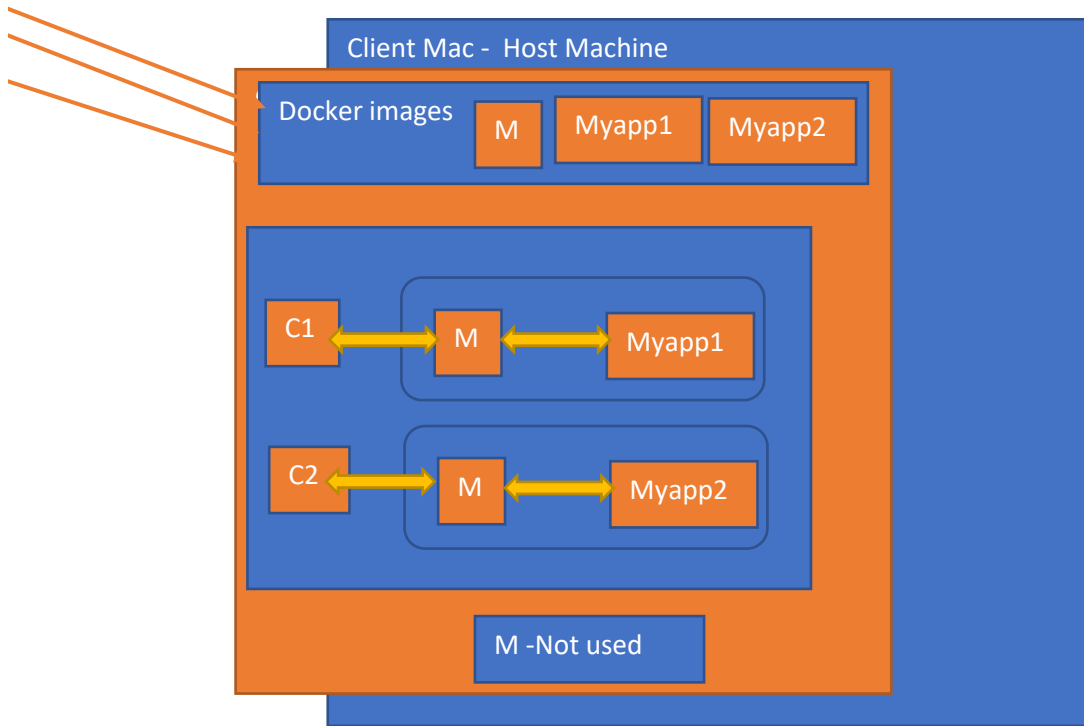 Client Mac - Host Machine
Docker images
M
Myapp1
Myapp2
C1
M
Myapp1
C2
M
Myapp2
M -Not used